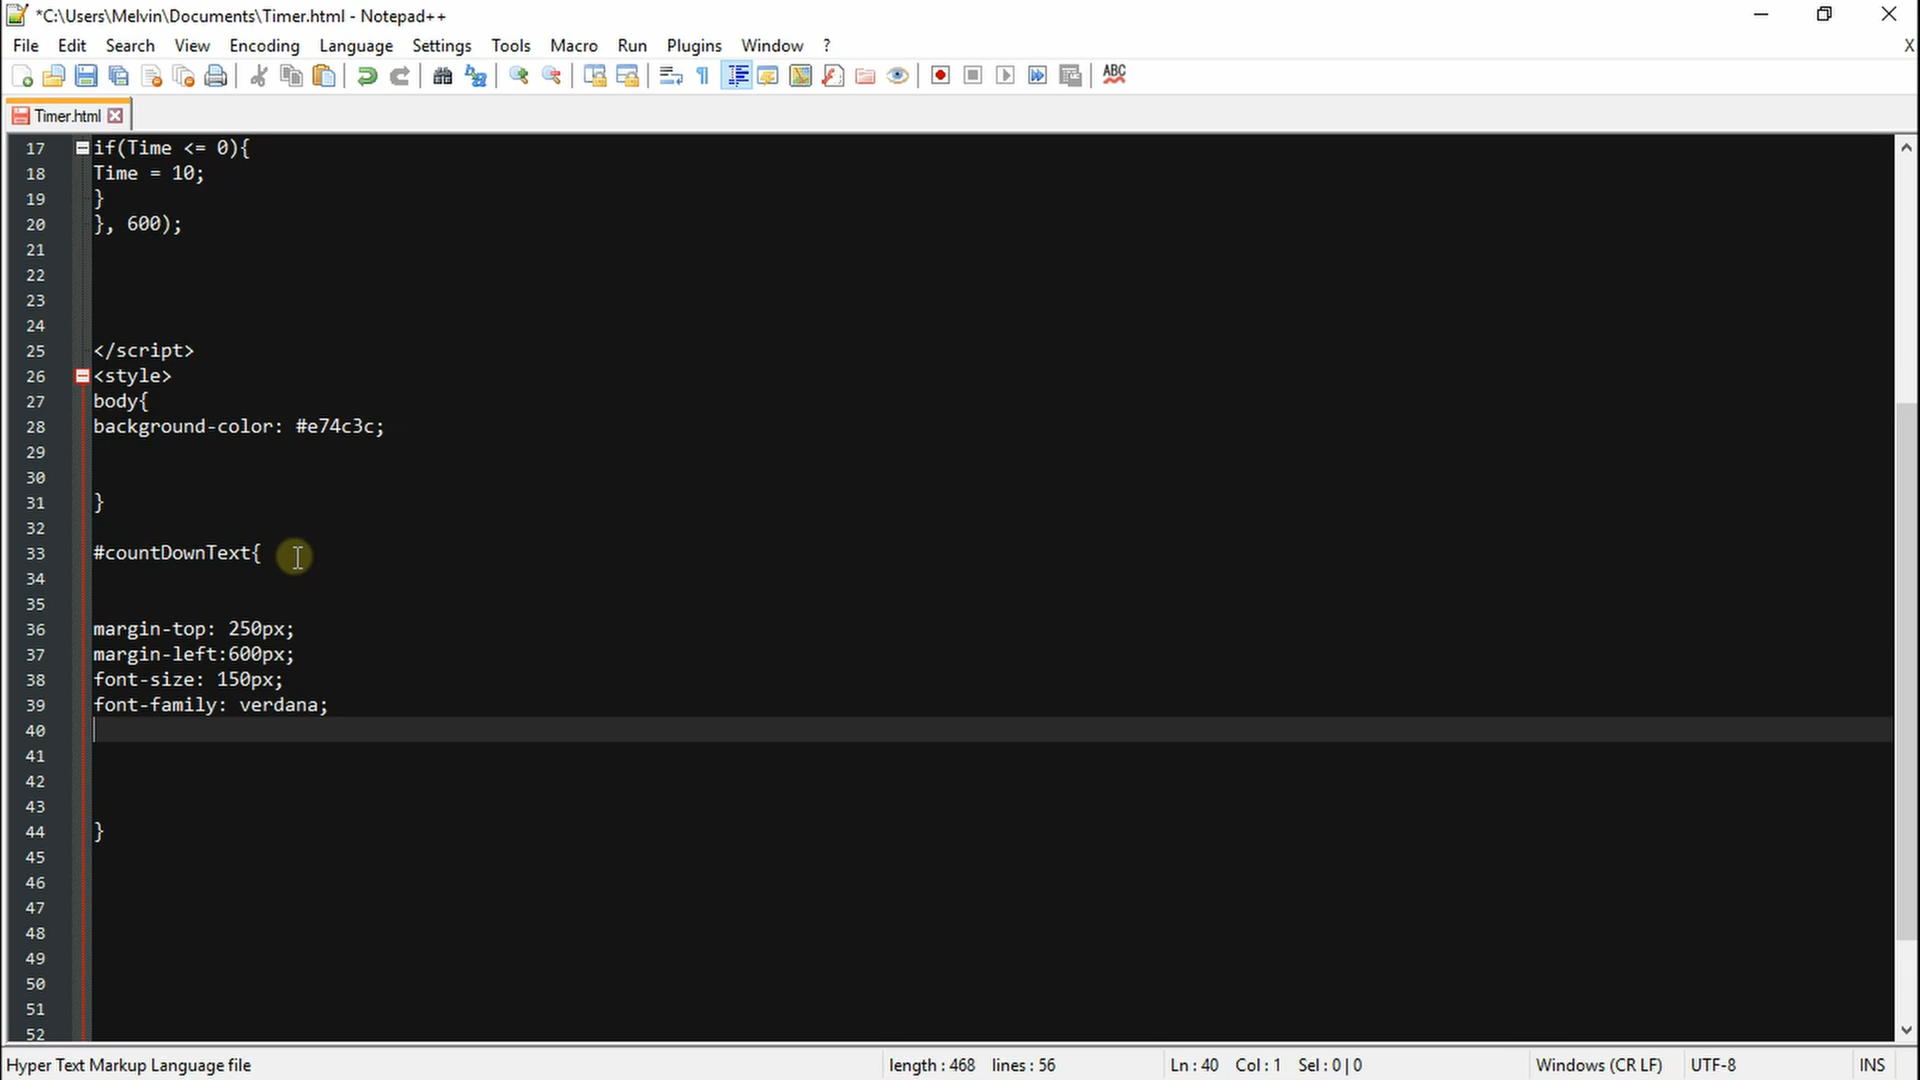 *C:\Users\Melvin\Documents\Timer.html - Notepad++
File Edit Search View Encoding Language Settings Tools Macro Run Plugins Window ? X
ABC
Timer.html
17 if(Time <= 0){
18 Time = 10;
19 }
20 }, 600);
21
22
23
24
25 </script>
26 <style>
27 body{
28 background-color: #e74c3c;
29
30
31 }
32
33 #countDownText{
34
35
36 margin-top: 250px;
37 margin-left:600px;
38 font-size: 150px;
39 font-family: verdana;
40
41
42
43
44 }
45
46
47
48
49
50
51
52
Hyper Text Markup Language file length : 468 lines : 56 Ln : 40 Col : 1 Sel : 0 | 0 Windows (CR LF) UTF-8 INS